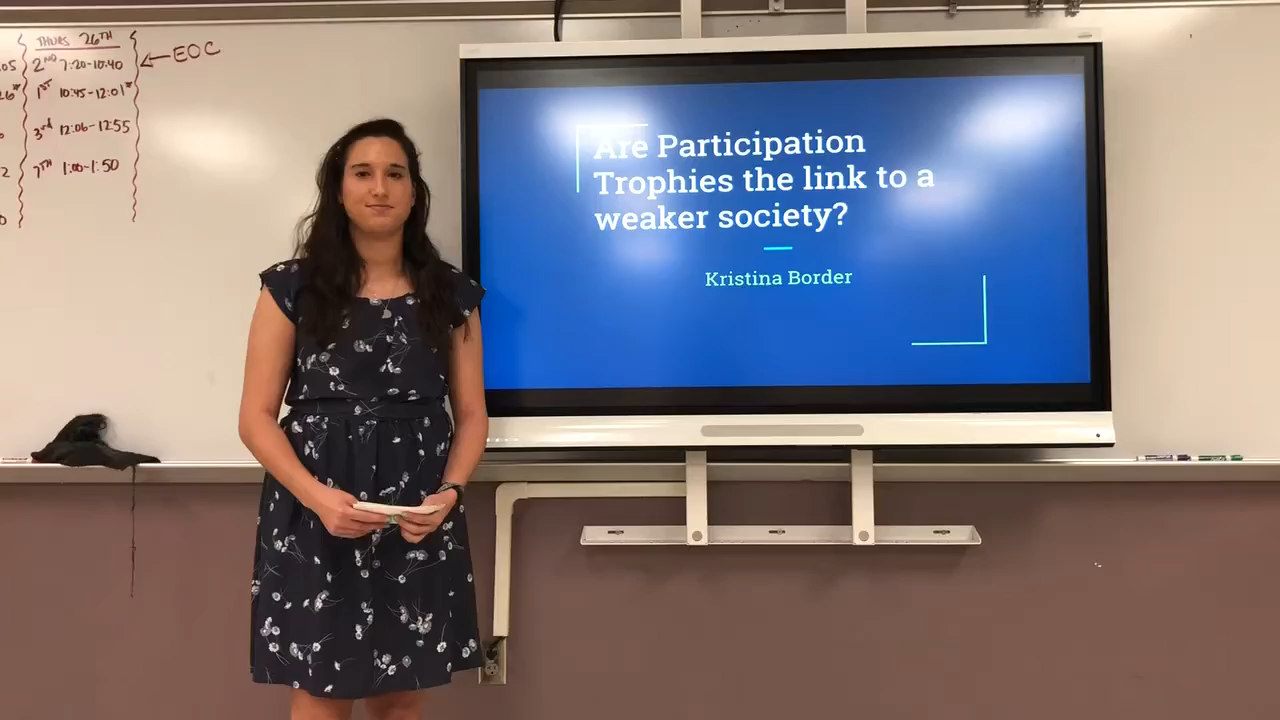 THURS 26TH
05
2ND 7:20-10:40
EOC
1ST 10:45-12:01
3rd 12:06-12:55
7TH 1:00-1:50
Are Participation
Trophies the link to a
weaker society?
Kristina Border